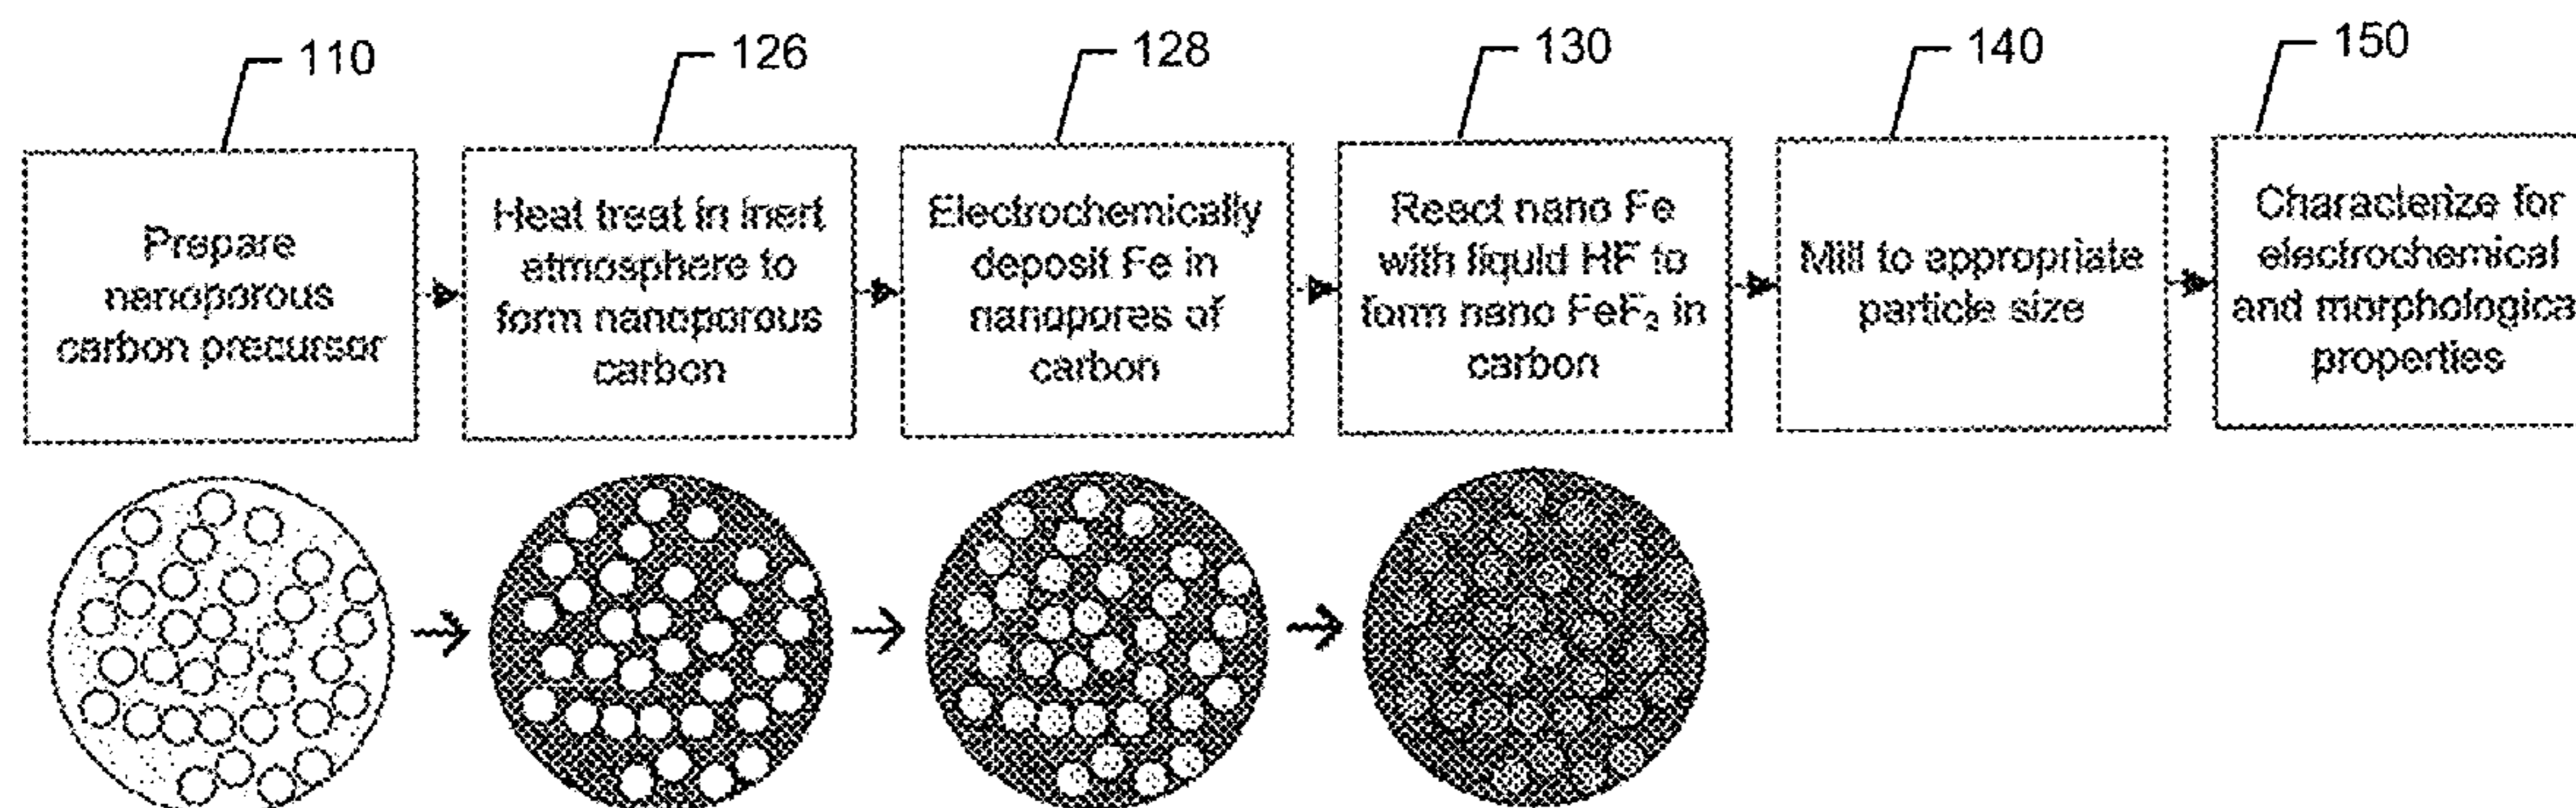 110
126
128
130
140
150
Prepare
nanoporous
carbon precursor
Heat treat in inert
atmosphere to
form nanoporous
carbon
Electrochemically
deposit Fe in
nanopores of
carbon
React nano Fe
with liquid HF to
form nano FeF₂ in
carbon
Mill to appropriate
particle size
Characterize for
electrochemical
and morphologica
properties